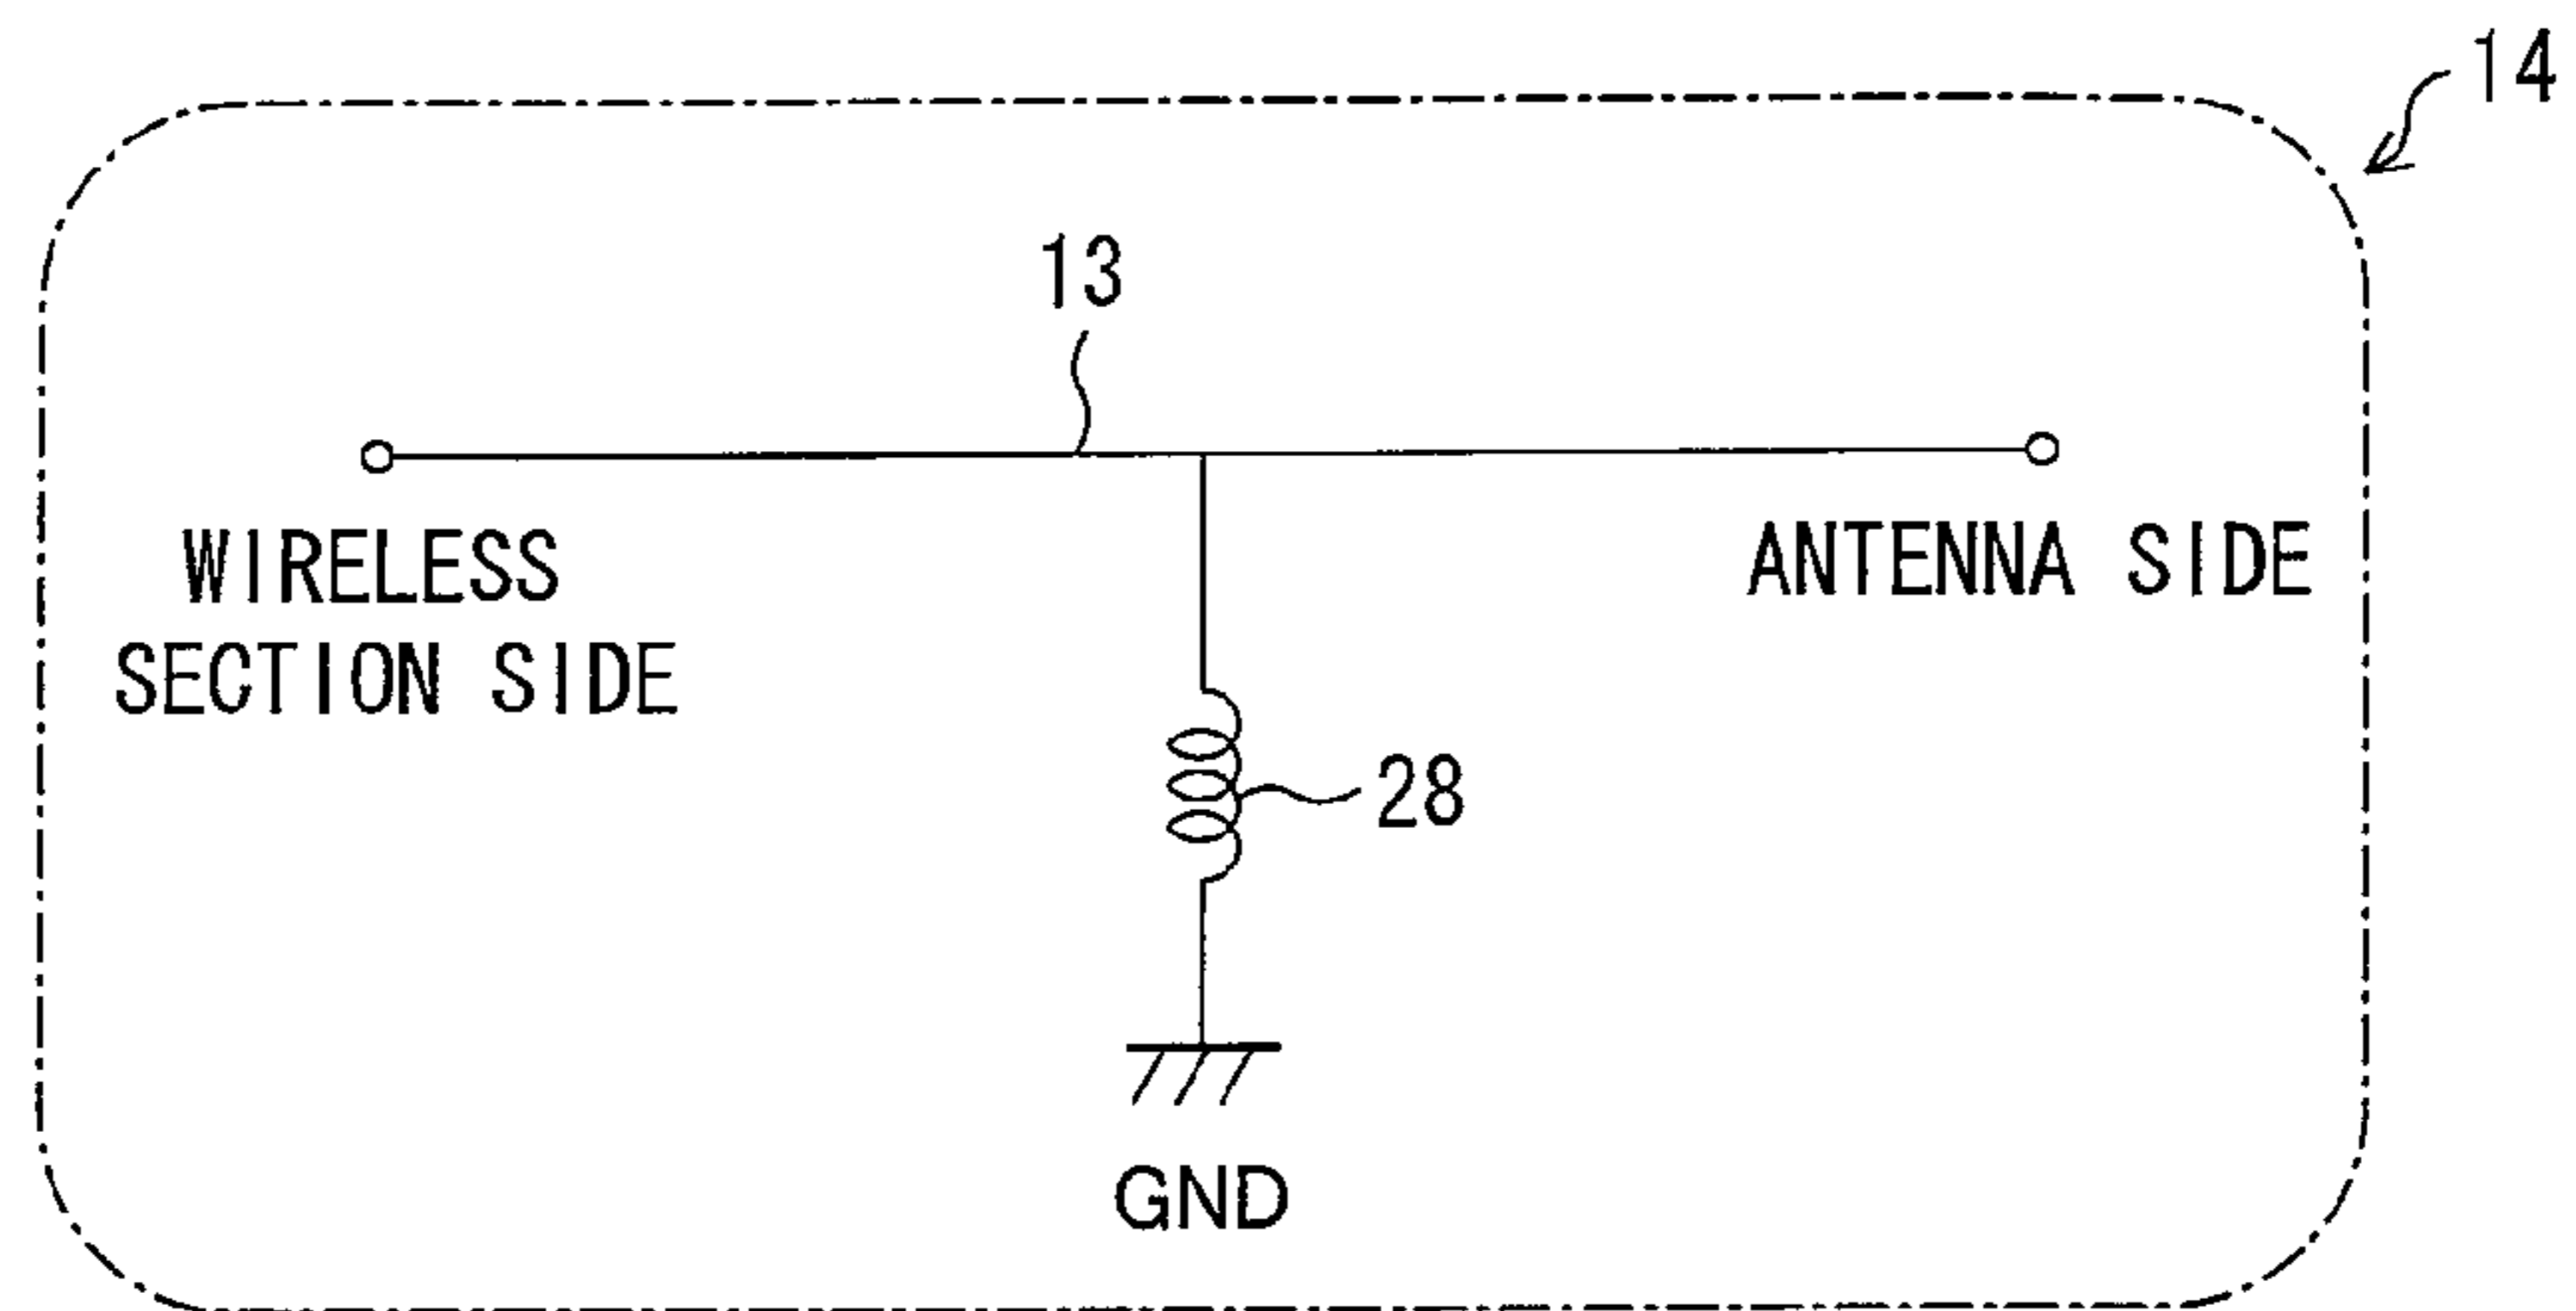 14
13
WIRELESS
SECTION SIDE
ANTENNA SIDE
28
GND